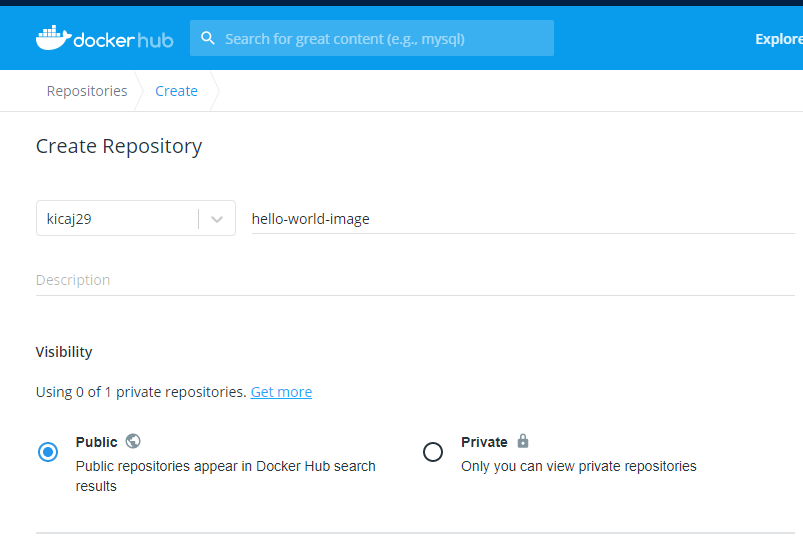 docker hub
Search for great content (e.g., mysql)
Explore
Repositories
Create
Create Repository
kicaj29
hello-world-image
Description
Visibility
Using 0 of 1 private repositories. Get more
Public
Public repositories appear in Docker Hub search
results
Private
Only you can view private repositories